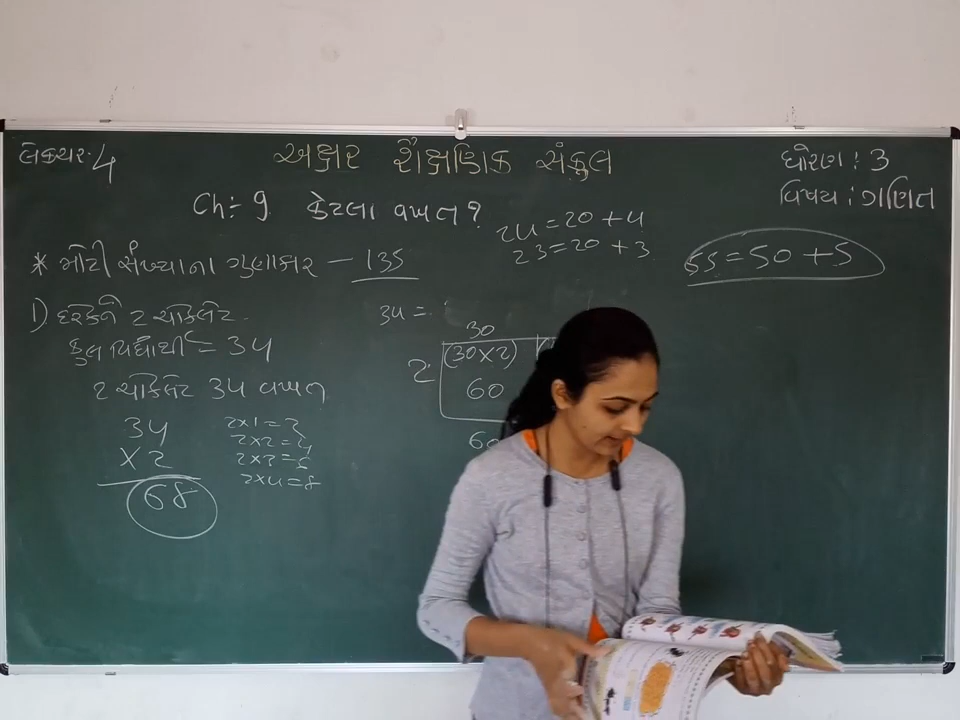 લેક્ચર-4
અક્ષર શૈક્ષણિક સંકુલ
ધોરણ : 3
વિષય : ગણિત
Ch:- 9 કેટલા વખત?
24 = 20 + 4
23 = 20 + 3
55 = 50 + 5
* મોટી સંખ્યાના ગુણાકાર – 135
1) દરેકને 2 ચોકલેટ
કુલ વિદ્યાર્થી = 34
2 ચોકલેટ 34 વખત
34
× 2
68
2×1=2
2×2=4
2×3=6
2×4=8
34 =
30
2 (30×2)
60
60